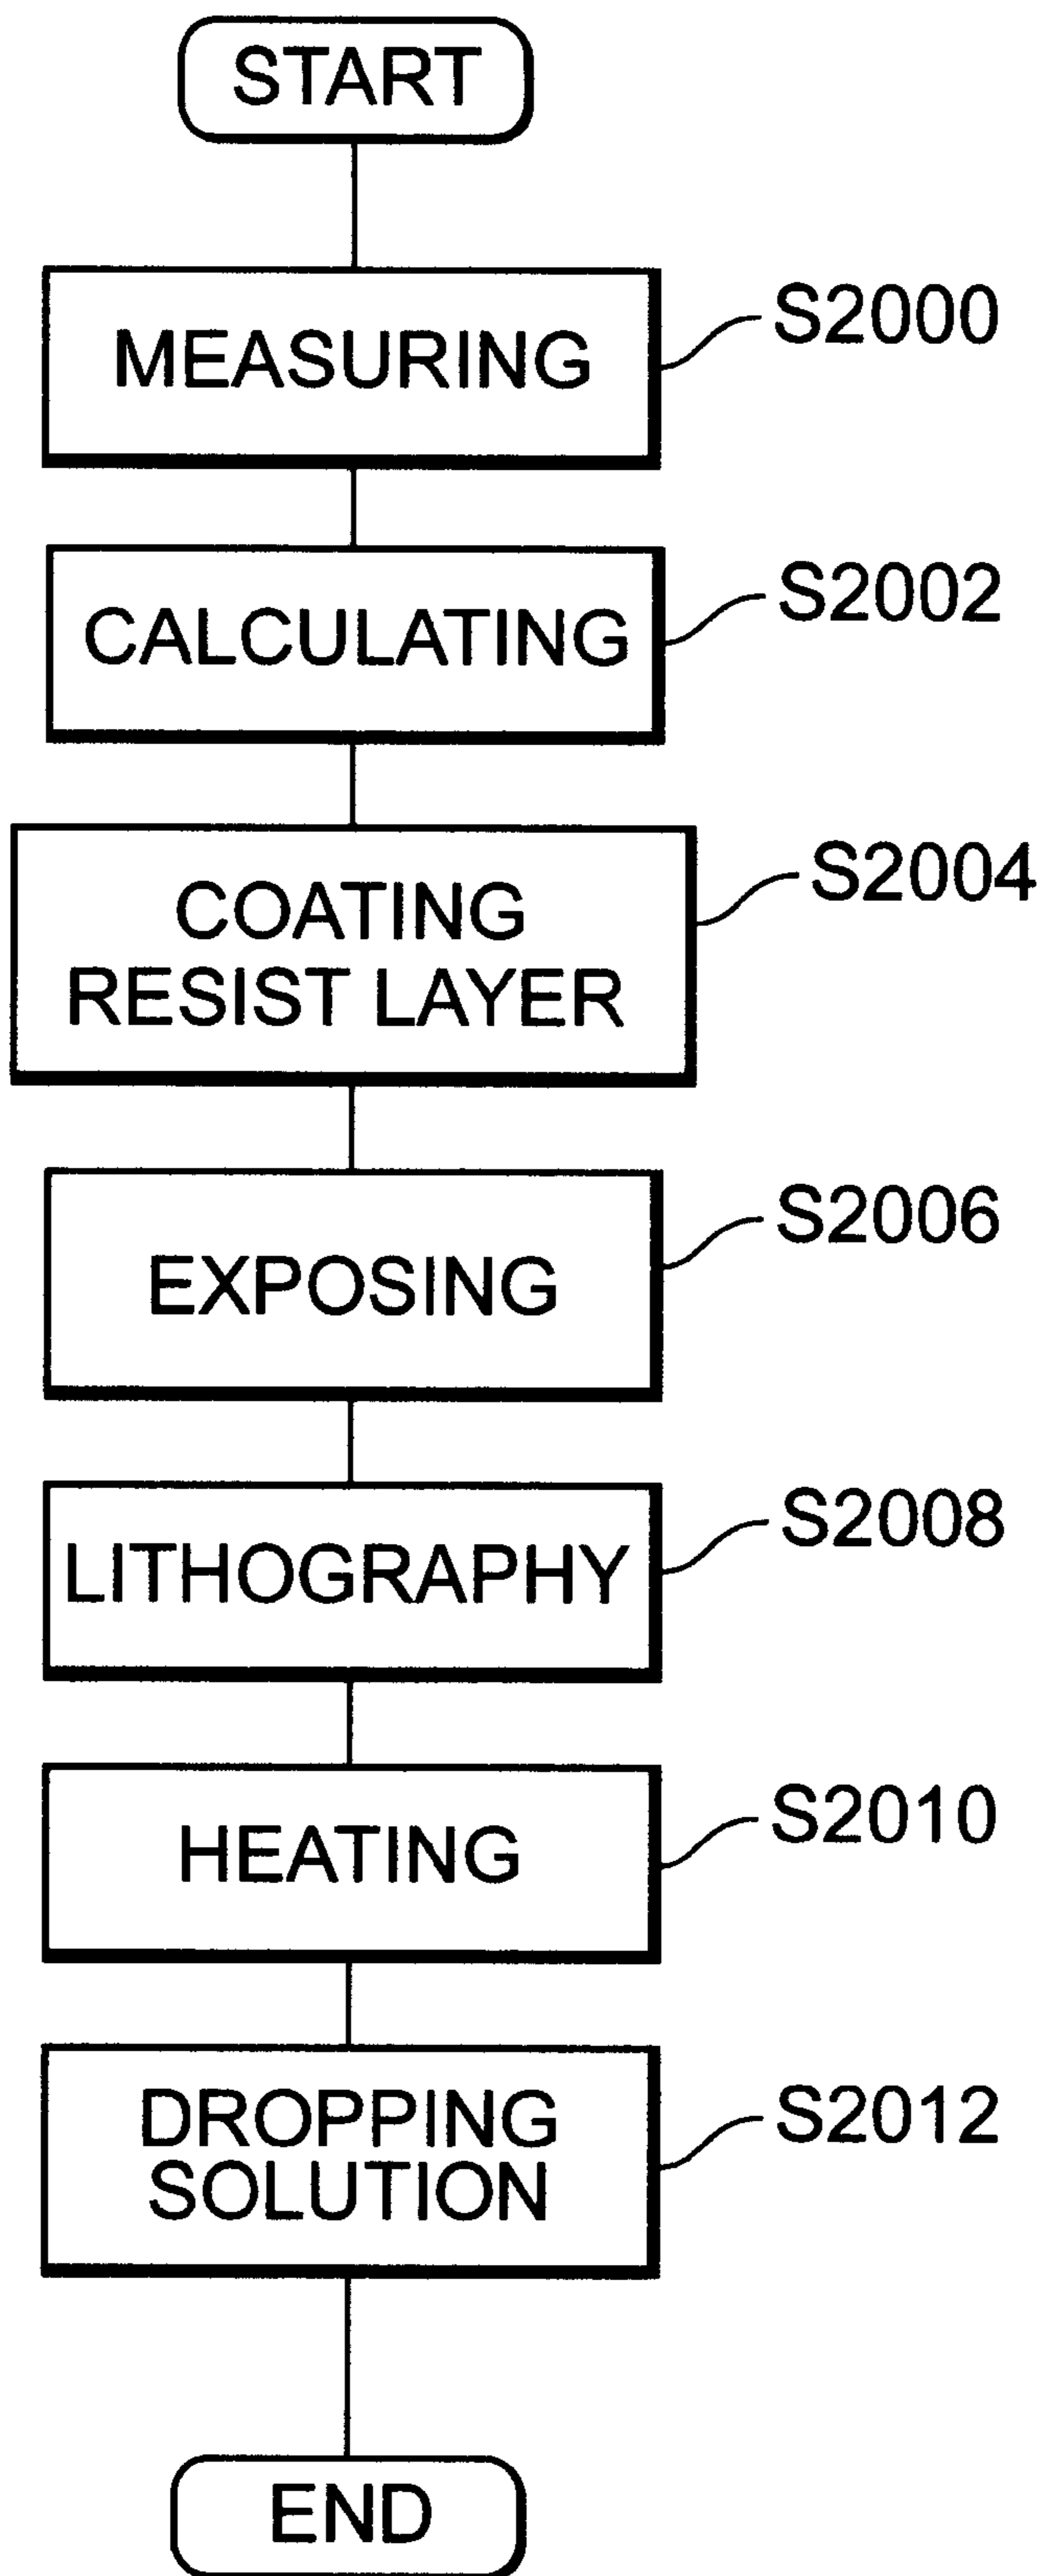 START
MEASURING
S2000
CALCULATING
S2002
COATING
RESIST LAYER
S2004
EXPOSING
S2006
LITHOGRAPHY
S2008
HEATING
S2010
DROPPING
SOLUTION
S2012
END